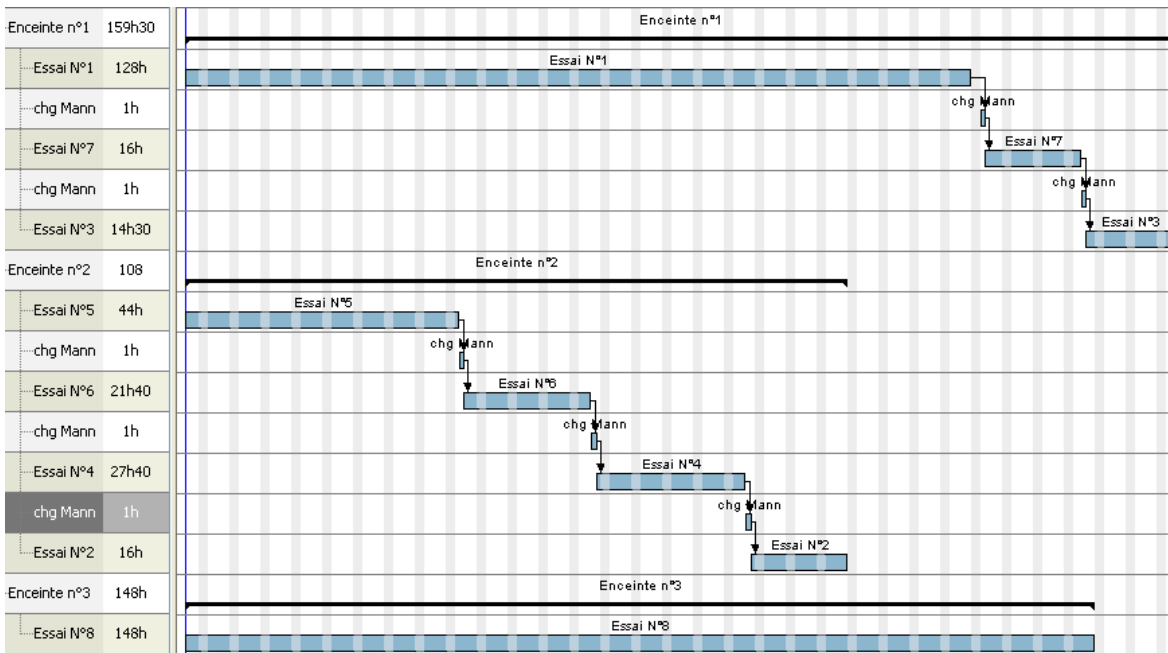 Enceinte n°1 159h30 Enceinte n°1
Essai N°1 128h Essai N°1
chg Mann 1h chg Mann
Essai N°7 16h Essai N°7
chg Mann 1h chg Mann
Essai N°3 14h30 Essai N°3
Enceinte n°2 108 Enceinte n°2
Essai N°5 44h Essai N°5
chg Mann 1h chg Mann
Essai N°6 21h40 Essai N°6
chg Mann 1h chg Mann
Essai N°4 27h40 Essai N°4
chg Mann 1h chg Mann
Essai N°2 16h Essai N°2
Enceinte n°3 148h Enceinte n°3
Essai N°8 148h Essai N°8